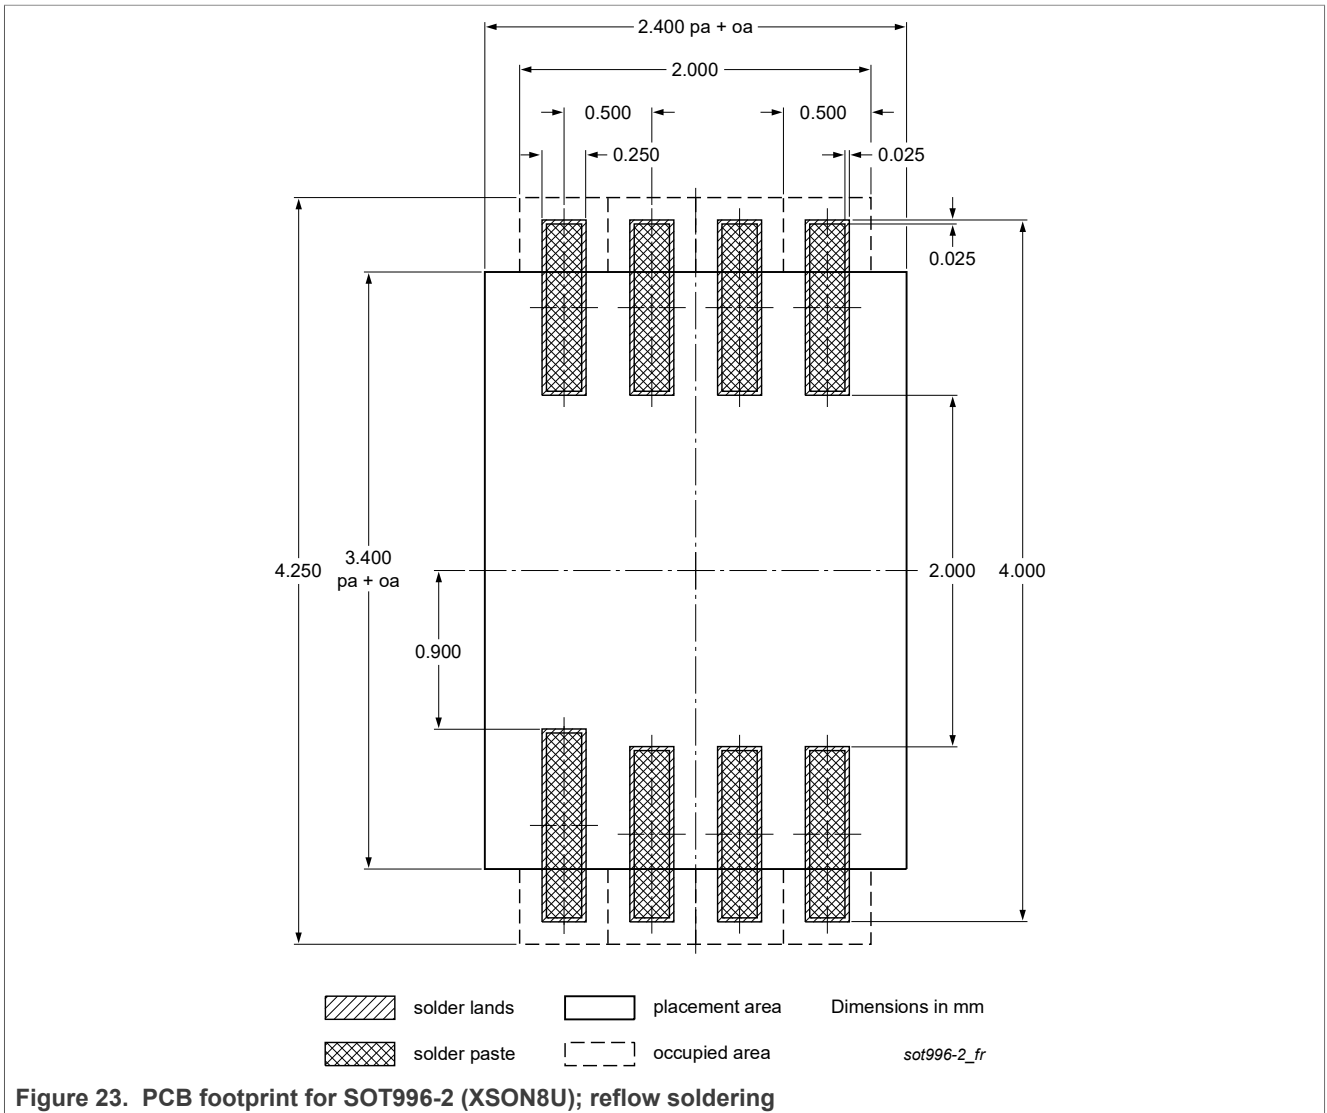 2.400 pa + oa
2.000
0.500
0.500
0.250
0.025
0.025
4.250
3.400
pa + oa
2.000
4.000
0.900
solder lands
placement area
Dimensions in mm
solder paste
occupied area
sot996-2_fr
Figure 23. PCB footprint for SOT996-2 (XSON8U); reflow soldering